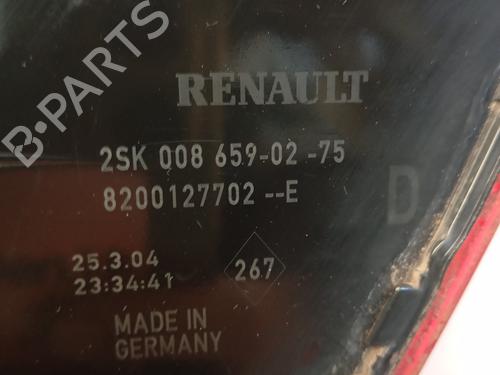 B-PARTS
RENAULT
2SK 008 659-02 -75
8200127702 --E
D
25.3.04
23:34:41
267
MADE IN
GERMANY